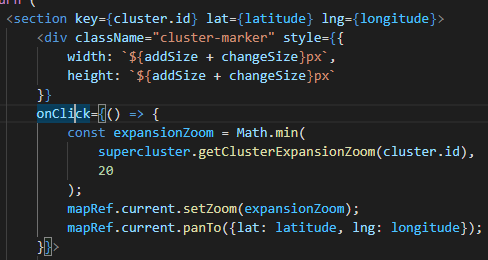 <section key={cluster.id} lat={latitude} lng={longitude}>
<div className="cluster-marker" style={{
width: `${addSize + changeSize}px`,
height: `${addSize + changeSize}px`
}}
onClick={() => {
const expansionZoom = Math.min(
supercluster.getClusterExpansionZoom(cluster.id),
20
);
mapRef.current.setZoom(expansionZoom);
mapRef.current.panTo({lat: latitude, lng: longitude});
}}>